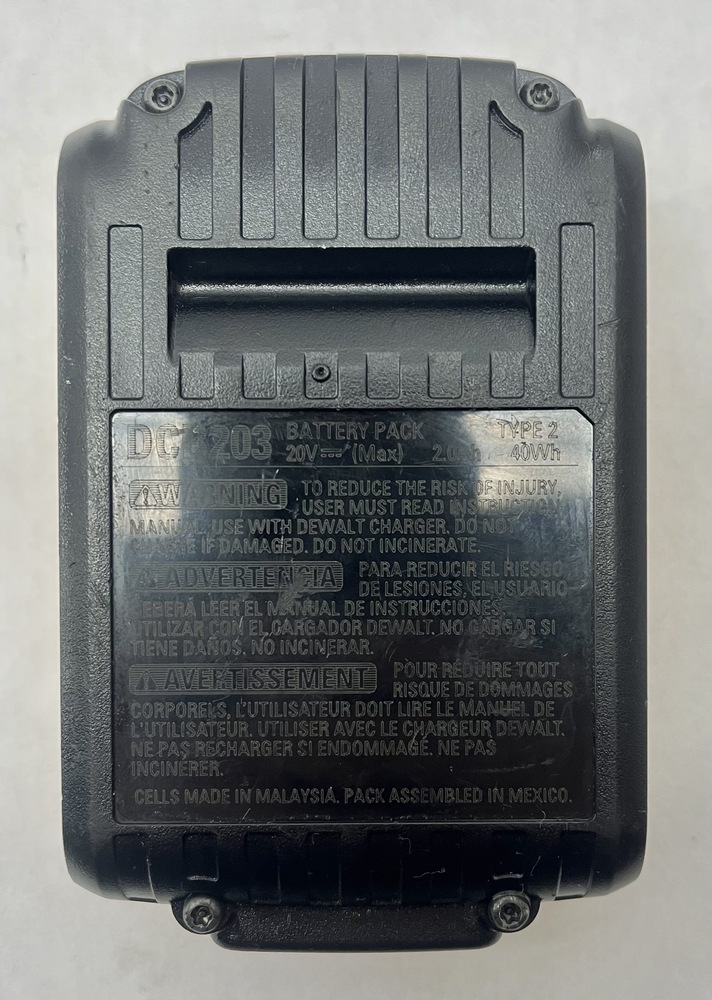 DCB203 BATTERY PACK TYPE 2
20V (Max) 2.0Ah 40Wh
WARNING TO REDUCE THE RISK OF INJURY,
USER MUST READ INSTRUCTION
MANUAL. USE WITH DEWALT CHARGER. DO NOT
CHARGE IF DAMAGED. DO NOT INCINERATE.
ADVERTENCIA PARA REDUCIR EL RIESGO
DE LESIONES, EL USUARIO
DEBERÁ LEER EL MANUAL DE INSTRUCCIONES.
UTILIZAR CON EL CARGADOR DEWALT. NO CARGAR SI
TIENE DAÑOS. NO INCINERAR.
AVERTISSEMENT POUR RÉDUIRE TOUT
RISQUE DE DOMMAGES
CORPORELS, L'UTILISATEUR DOIT LIRE LE MANUEL DE
L'UTILISATEUR. UTILISER AVEC LE CHARGEUR DEWALT.
NE PAS RECHARGER SI ENDOMMAGÉ. NE PAS
INCINÉRER.
CELLS MADE IN MALAYSIA. PACK ASSEMBLED IN MEXICO.